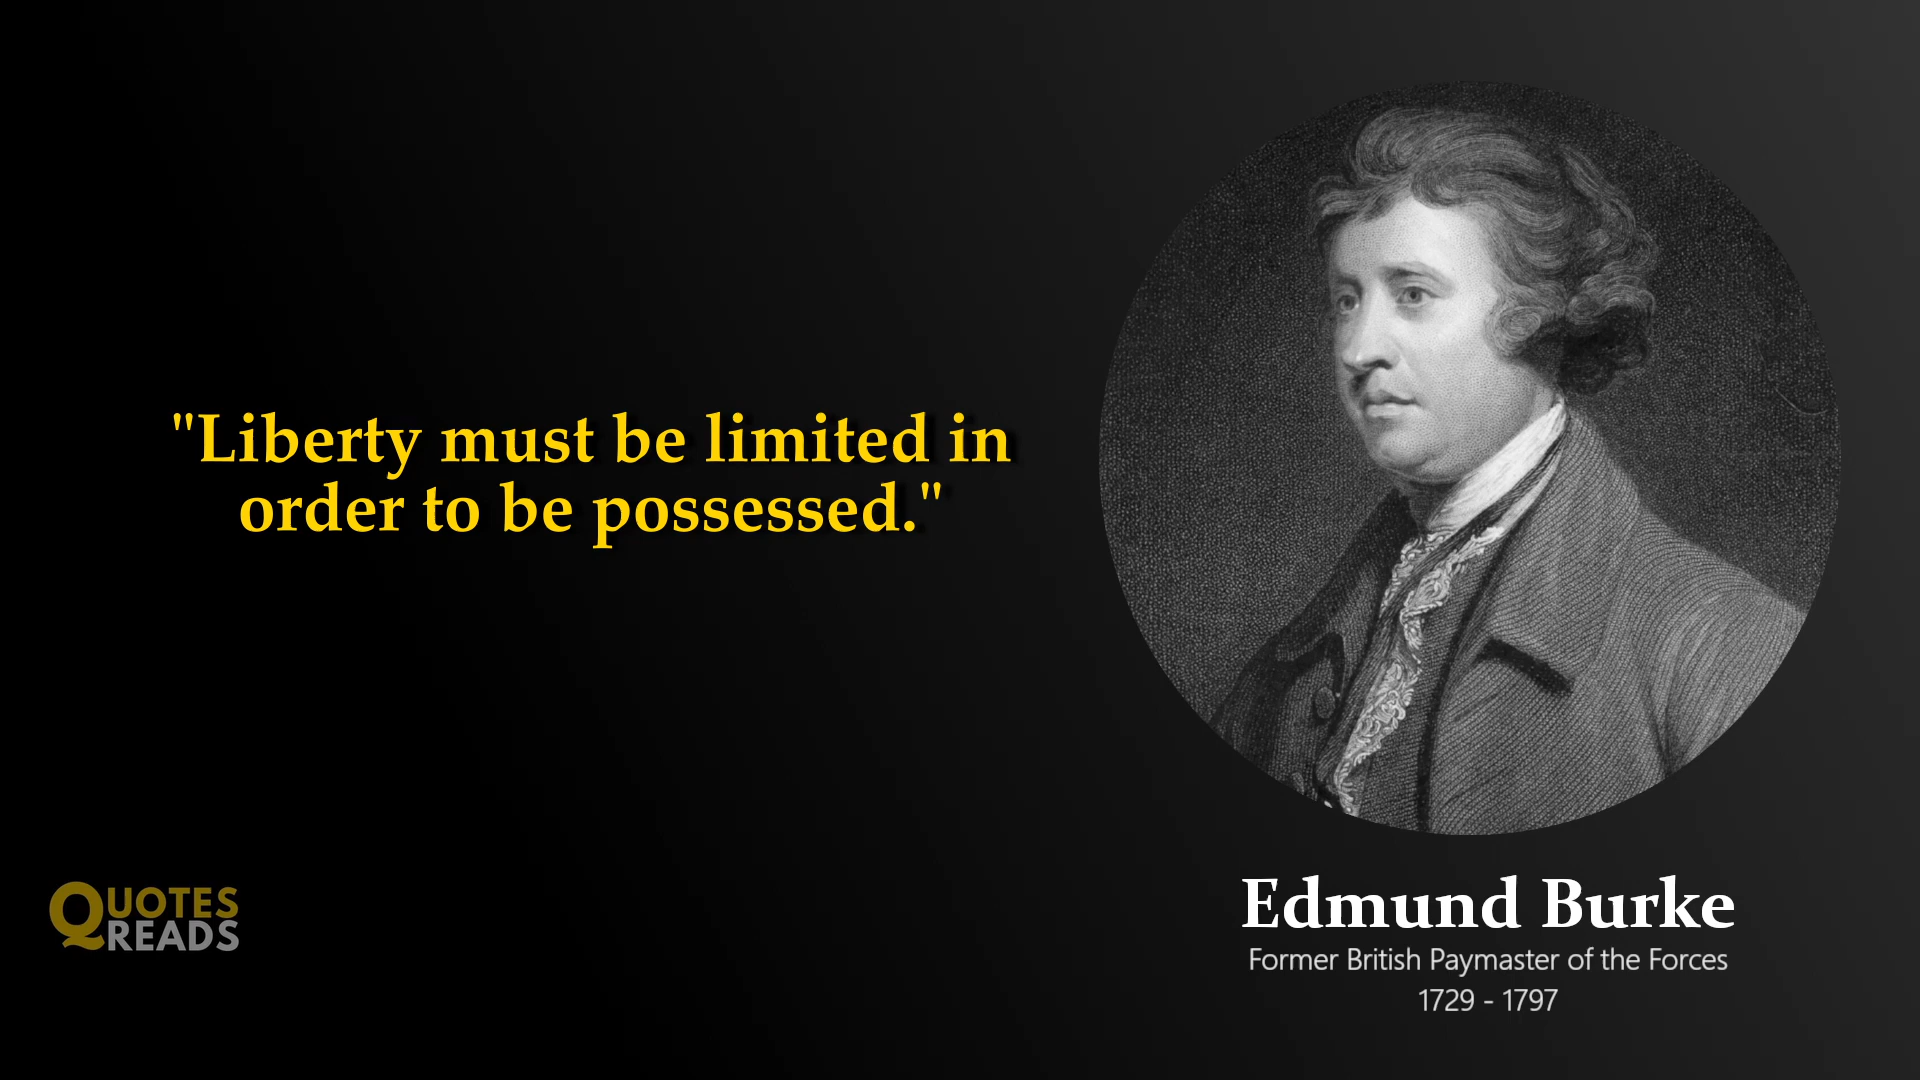 "Liberty must be limited in
order to be possessed."
Edmund Burke
Former British Paymaster of the Forces
1729 - 1797
QUOTES
READS